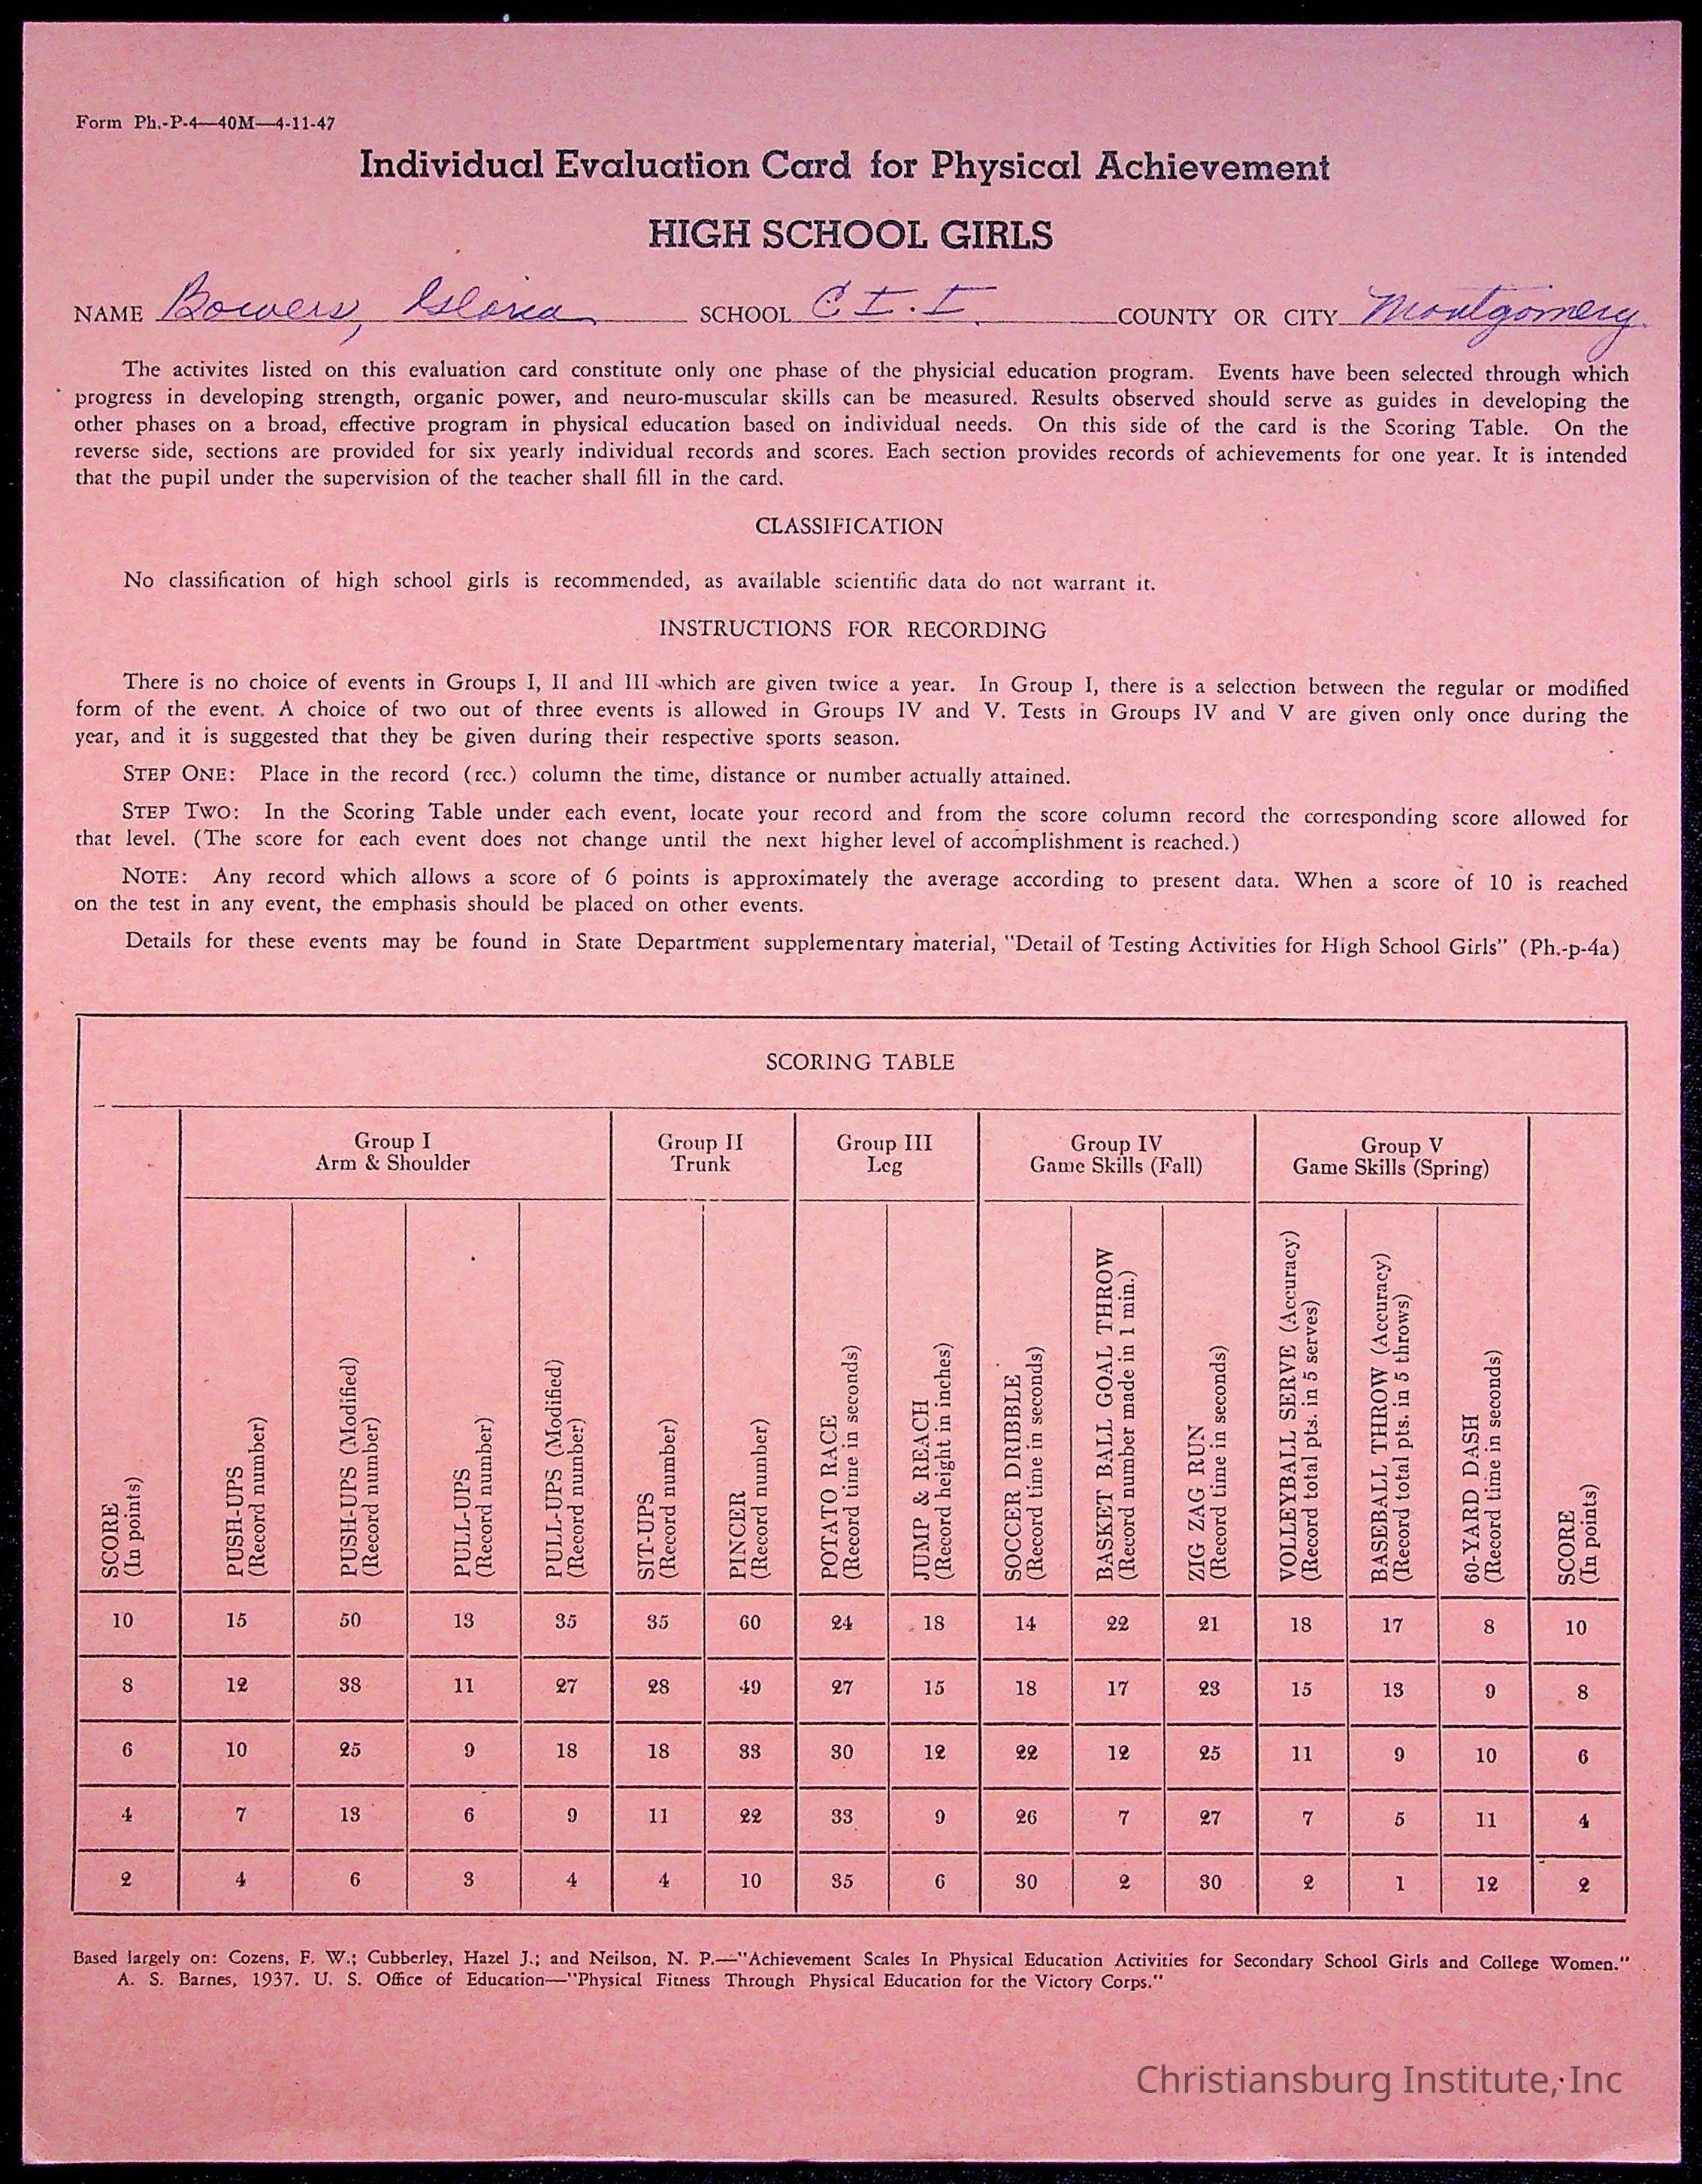 Form Ph.-P-4—40M—4-11-47
Individual Evaluation Card for Physical Achievement
HIGH SCHOOL GIRLS
NAME Bowers, Gloria SCHOOL C I. I. COUNTY OR CITY Montgomery
The activites listed on this evaluation card constitute only one phase of the physicial education program. Events have been selected through which
progress in developing strength, organic power, and neuro-muscular skills can be measured. Results observed should serve as guides in developing the
other phases on a broad, effective program in physical education based on individual needs. On this side of the card is the Scoring Table. On the
reverse side, sections are provided for six yearly individual records and scores. Each section provides records of achievements for one year. It is intended
that the pupil under the supervision of the teacher shall fill in the card.
CLASSIFICATION
No classification of high school girls is recommended, as available scientific data do not warrant it.
INSTRUCTIONS FOR RECORDING
There is no choice of events in Groups I, II and III which are given twice a year. In Group I, there is a selection between the regular or modified
form of the event. A choice of two out of three events is allowed in Groups IV and V. Tests in Groups IV and V are given only once during the
year, and it is suggested that they be given during their respective sports season.
STEP ONE: Place in the record (rec.) column the time, distance or number actually attained.
STEP TWO: In the Scoring Table under each event, locate your record and from the score column record the corresponding score allowed for
that level. (The score for each event does not change until the next higher level of accomplishment is reached.)
NOTE: Any record which allows a score of 6 points is approximately the average according to present data. When a score of 10 is reached
on the test in any event, the emphasis should be placed on other events.
Details for these events may be found in State Department supplementary material, "Detail of Testing Activities for High School Girls" (Ph.-p-4a)
SCORING TABLE
Group I Group II Group III Group IV Group V
Arm & Shoulder Trunk Leg Game Skills (Fall) Game Skills (Spring)
SCORE
(In points)
PUSH-UPS
(Record number)
PUSH-UPS (Modified)
(Record number)
PULL-UPS
(Record number)
PULL-UPS (Modified)
(Record number)
SIT-UPS
(Record number)
PINCER
(Record number)
POTATO RACE
(Record time in seconds)
JUMP & REACH
(Record height in inches)
SOCCER DRIBBLE
(Record time in seconds)
BASKET BALL GOAL THROW
(Record number made in 1 min.)
ZIG ZAG RUN
(Record time in seconds)
VOLLEYBALL SERVE (Accuracy)
(Record total pts. in 5 serves)
BASEBALL THROW (Accuracy)
(Record total pts. in 5 throws)
60-YARD DASH
(Record time in seconds)
SCORE
(In points)
10 15 50 13 35 35 60 24 18 14 22 21 18 17 8 10
8 12 38 11 27 28 49 27 15 18 17 23 15 13 9 8
6 10 25 9 18 18 33 30 12 22 12 25 11 9 10 6
4 7 13 6 9 11 22 33 9 26 7 27 7 5 11 4
2 4 6 3 4 4 10 35 6 30 2 30 2 1 12 2
Based largely on: Cozens, F. W.; Cubberley, Hazel J.; and Neilson, N. P.—"Achievement Scales In Physical Education Activities for Secondary School Girls and College Women."
A. S. Barnes, 1937. U. S. Office of Education—"Physical Fitness Through Physical Education for the Victory Corps."
Christiansburg Institute, Inc